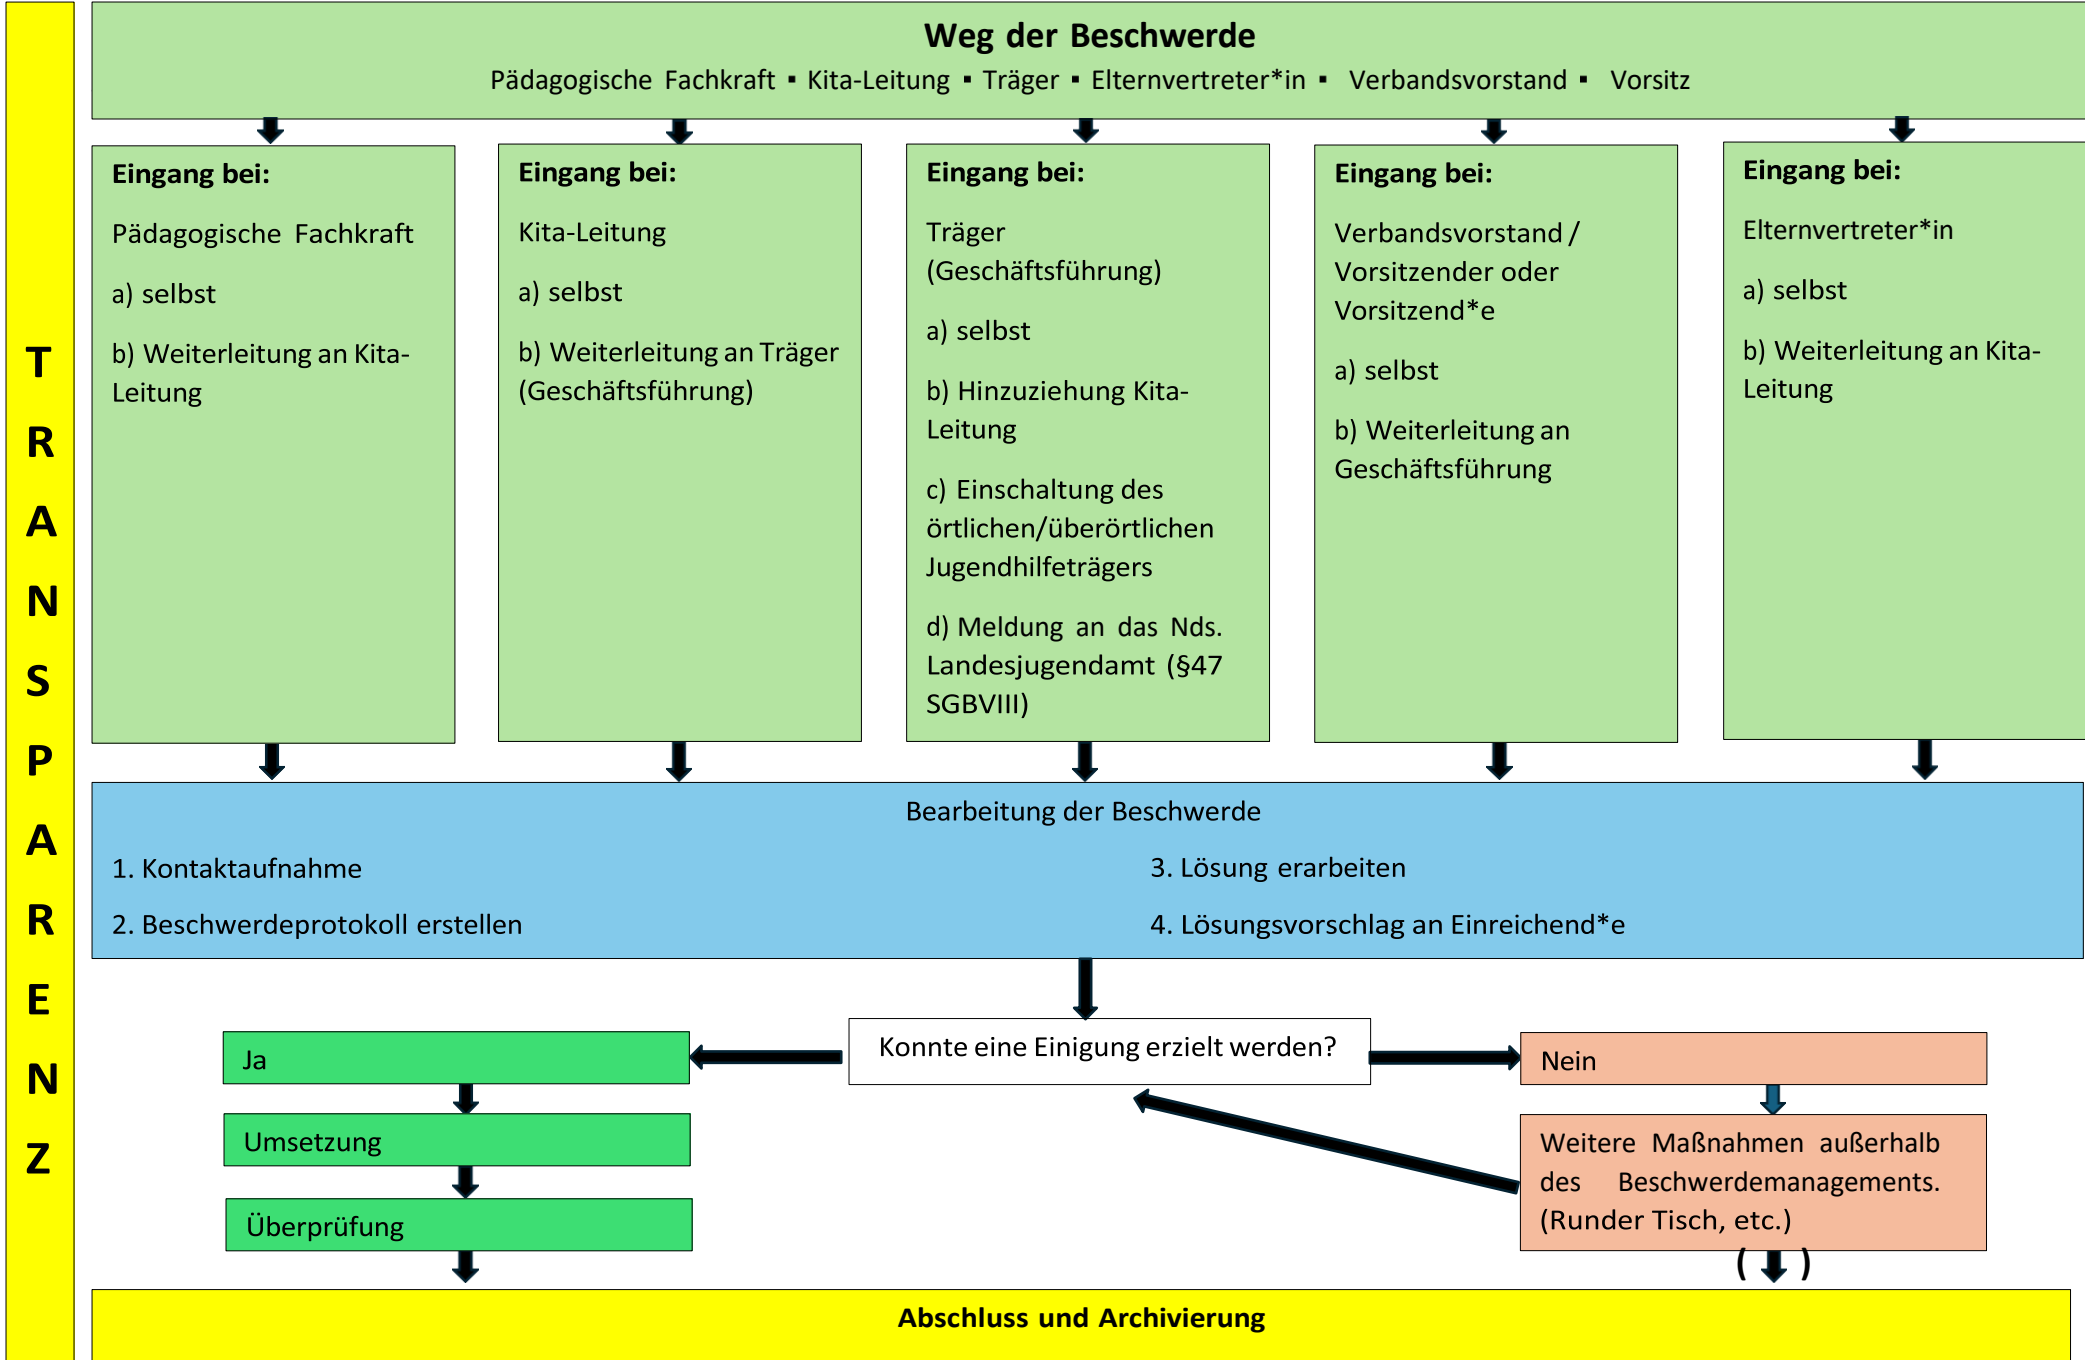 T
R
A
N
S
P
A
R
E
N
Z
Weg der Beschwerde
Pädagogische Fachkraft ▪ Kita-Leitung ▪ Träger ▪ Elternvertreter*in ▪ Verbandsvorstand ▪ Vorsitz
Eingang bei:
Pädagogische Fachkraft
a) selbst
b) Weiterleitung an Kita-
Leitung
Eingang bei:
Kita-Leitung
a) selbst
b) Weiterleitung an Träger
(Geschäftsführung)
Eingang bei:
Träger
(Geschäftsführung)
a) selbst
b) Hinzuziehung Kita-
Leitung
c) Einschaltung des
örtlichen/überörtlichen
Jugendhilfeträgers
d) Meldung an das Nds.
Landesjugendamt (§47
SGBVIII)
Eingang bei:
Verbandsvorstand /
Vorsitzender oder
Vorsitzend*e
a) selbst
b) Weiterleitung an
Geschäftsführung
Eingang bei:
Elternvertreter*in
a) selbst
b) Weiterleitung an Kita-
Leitung
Bearbeitung der Beschwerde
1. Kontaktaufnahme
2. Beschwerdeprotokoll erstellen
3. Lösung erarbeiten
4. Lösungsvorschlag an Einreichend*e
Konnte eine Einigung erzielt werden?
Ja
Umsetzung
Überprüfung
Nein
Weitere Maßnahmen außerhalb
des Beschwerdemanagements.
(Runder Tisch, etc.)
( )
Abschluss und Archivierung